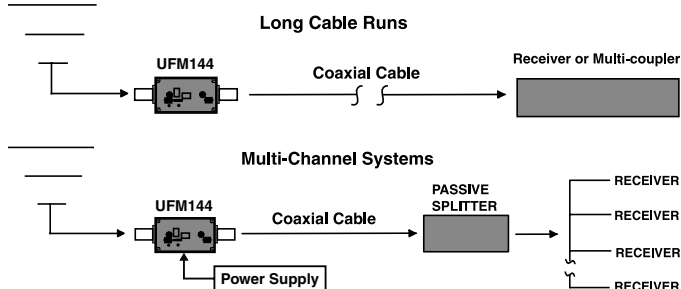 Long Cable Runs
UFM144
Coaxial Cable
Receiver or Multi-coupler
Multi-Channel Systems
UFM144
Coaxial Cable
PASSIVE
SPLITTER
RECEIVER
RECEIVER
RECEIVER
RECEIVER
Power Supply